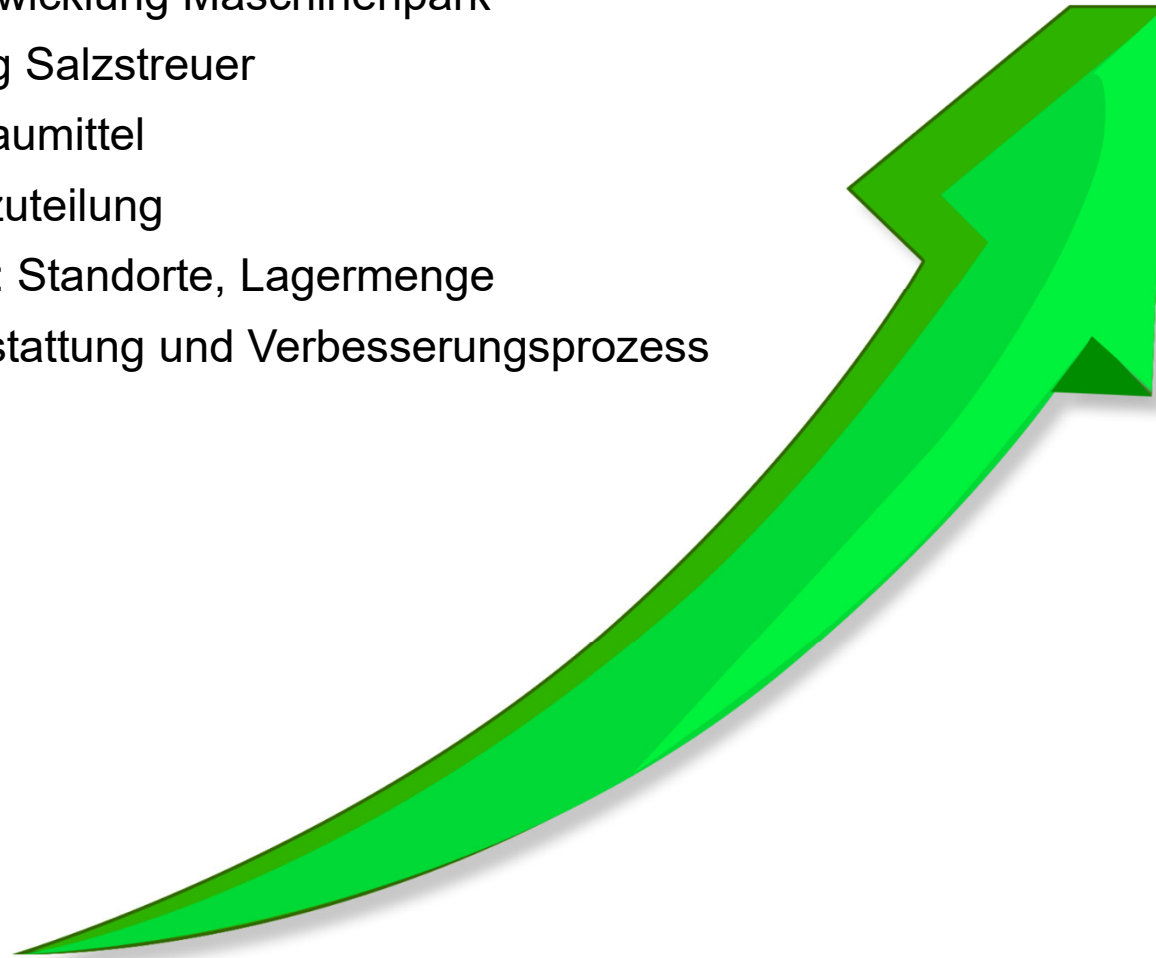 wicklung Maschinenpark
g Salzstreuer
aumittel
zuteilung
: Standorte, Lagermenge
stattung und Verbesserungsprozess